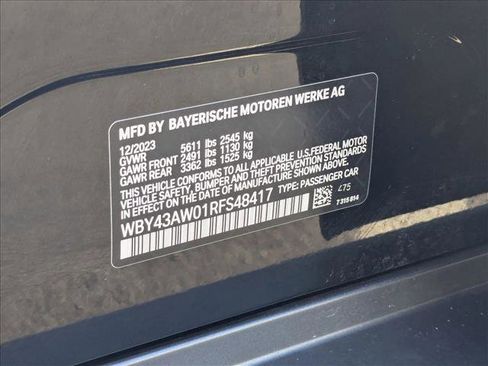 MFD BY BAYERISCHE MOTOREN WERKE AG
12/2023
GVWR 5611 lbs 2545 kg
GAWR FRONT 2491 lbs 1130 kg
GAWR REAR 3362 lbs 1525 kg
THIS VEHICLE CONFORMS TO ALL APPLICABLE U.S. FEDERAL MOTOR
VEHICLE SAFETY, BUMPER, AND THEFT PREVENTION STANDARDS
IN EFFECT ON THE DATE OF MANUFACTURE SHOWN ABOVE.
WBY43AW01RFS48417 TYPE: PASSENGER CAR
475
7 315 814